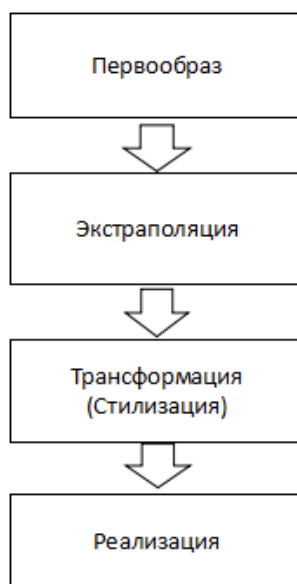 Первообраз
Экстраполяция
Трансформация
(Стилизация)
Реализация